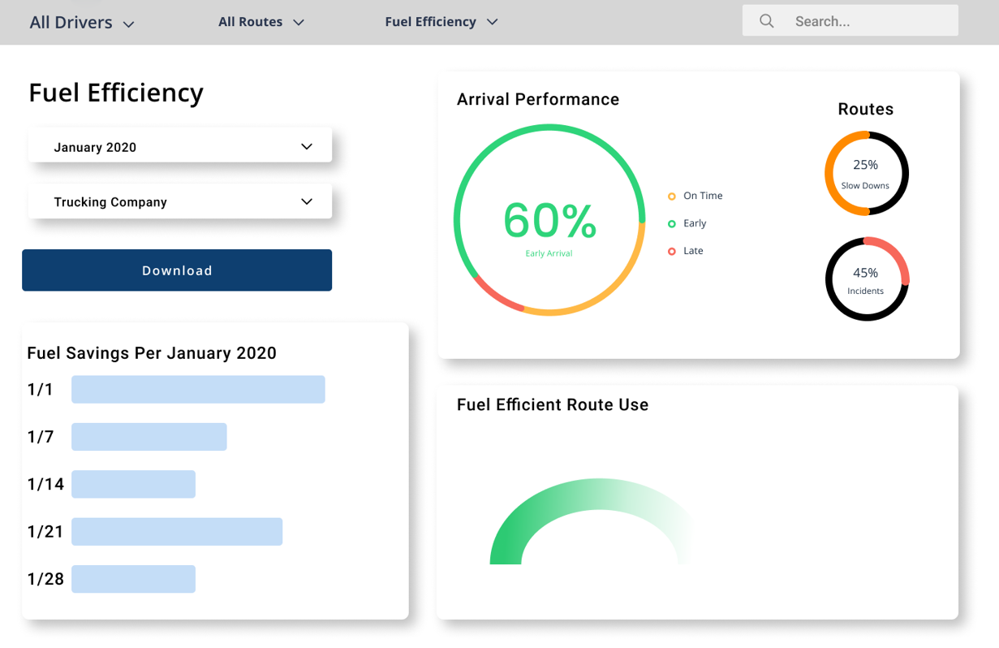 All Drivers
All Routes
Fuel Efficiency
Search...
Fuel Efficiency
January 2020
Trucking Company
Download
Fuel Savings Per January 2020
1/1
1/7
1/14
1/21
1/28
Arrival Performance
60%
Early Arrival
On Time
Early
Late
Routes
25%
Slow Downs
45%
Incidents
Fuel Efficient Route Use